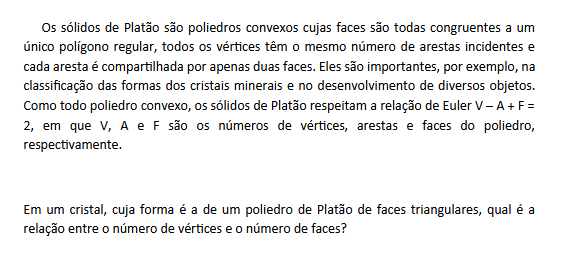 Os sólidos de Platão são poliedros convexos cujas faces são todas congruentes a um
único polígono regular, todos os vértices têm o mesmo número de arestas incidentes e
cada aresta é compartilhada por apenas duas faces. Eles são importantes, por exemplo, na
classificação das formas dos cristais minerais e no desenvolvimento de diversos objetos.
Como todo poliedro convexo, os sólidos de Platão respeitam a relação de Euler V – A + F =
2, em que V, A e F são os números de vértices, arestas e faces do poliedro,
respectivamente.
Em um cristal, cuja forma é a de um poliedro de Platão de faces triangulares, qual é a
relação entre o número de vértices e o número de faces?